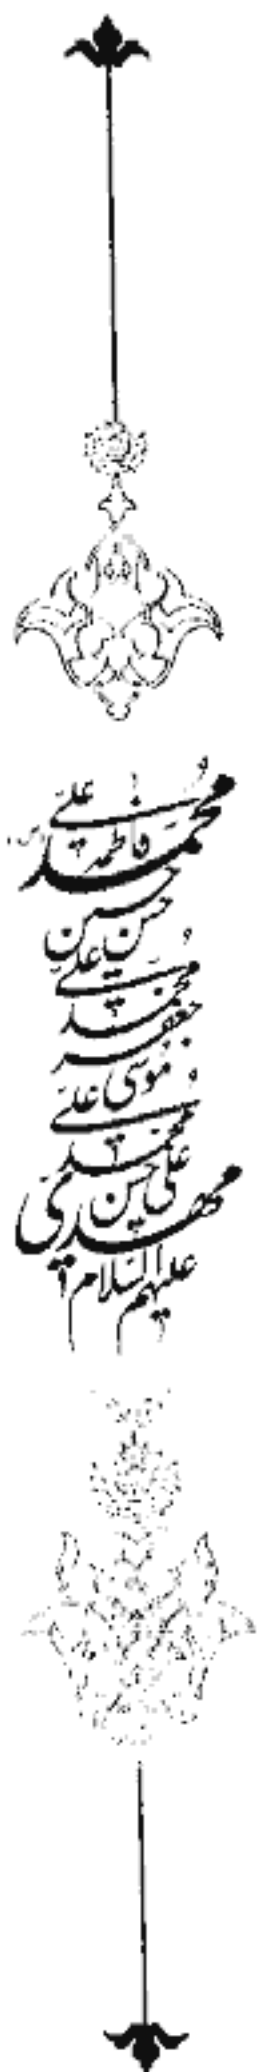 محمد (ص)
علی
فاطمه
حسن
حسین
علی
محمد
جعفر
موسی
علی
محمد
علی
حسن
مهدی
علیهم السلام